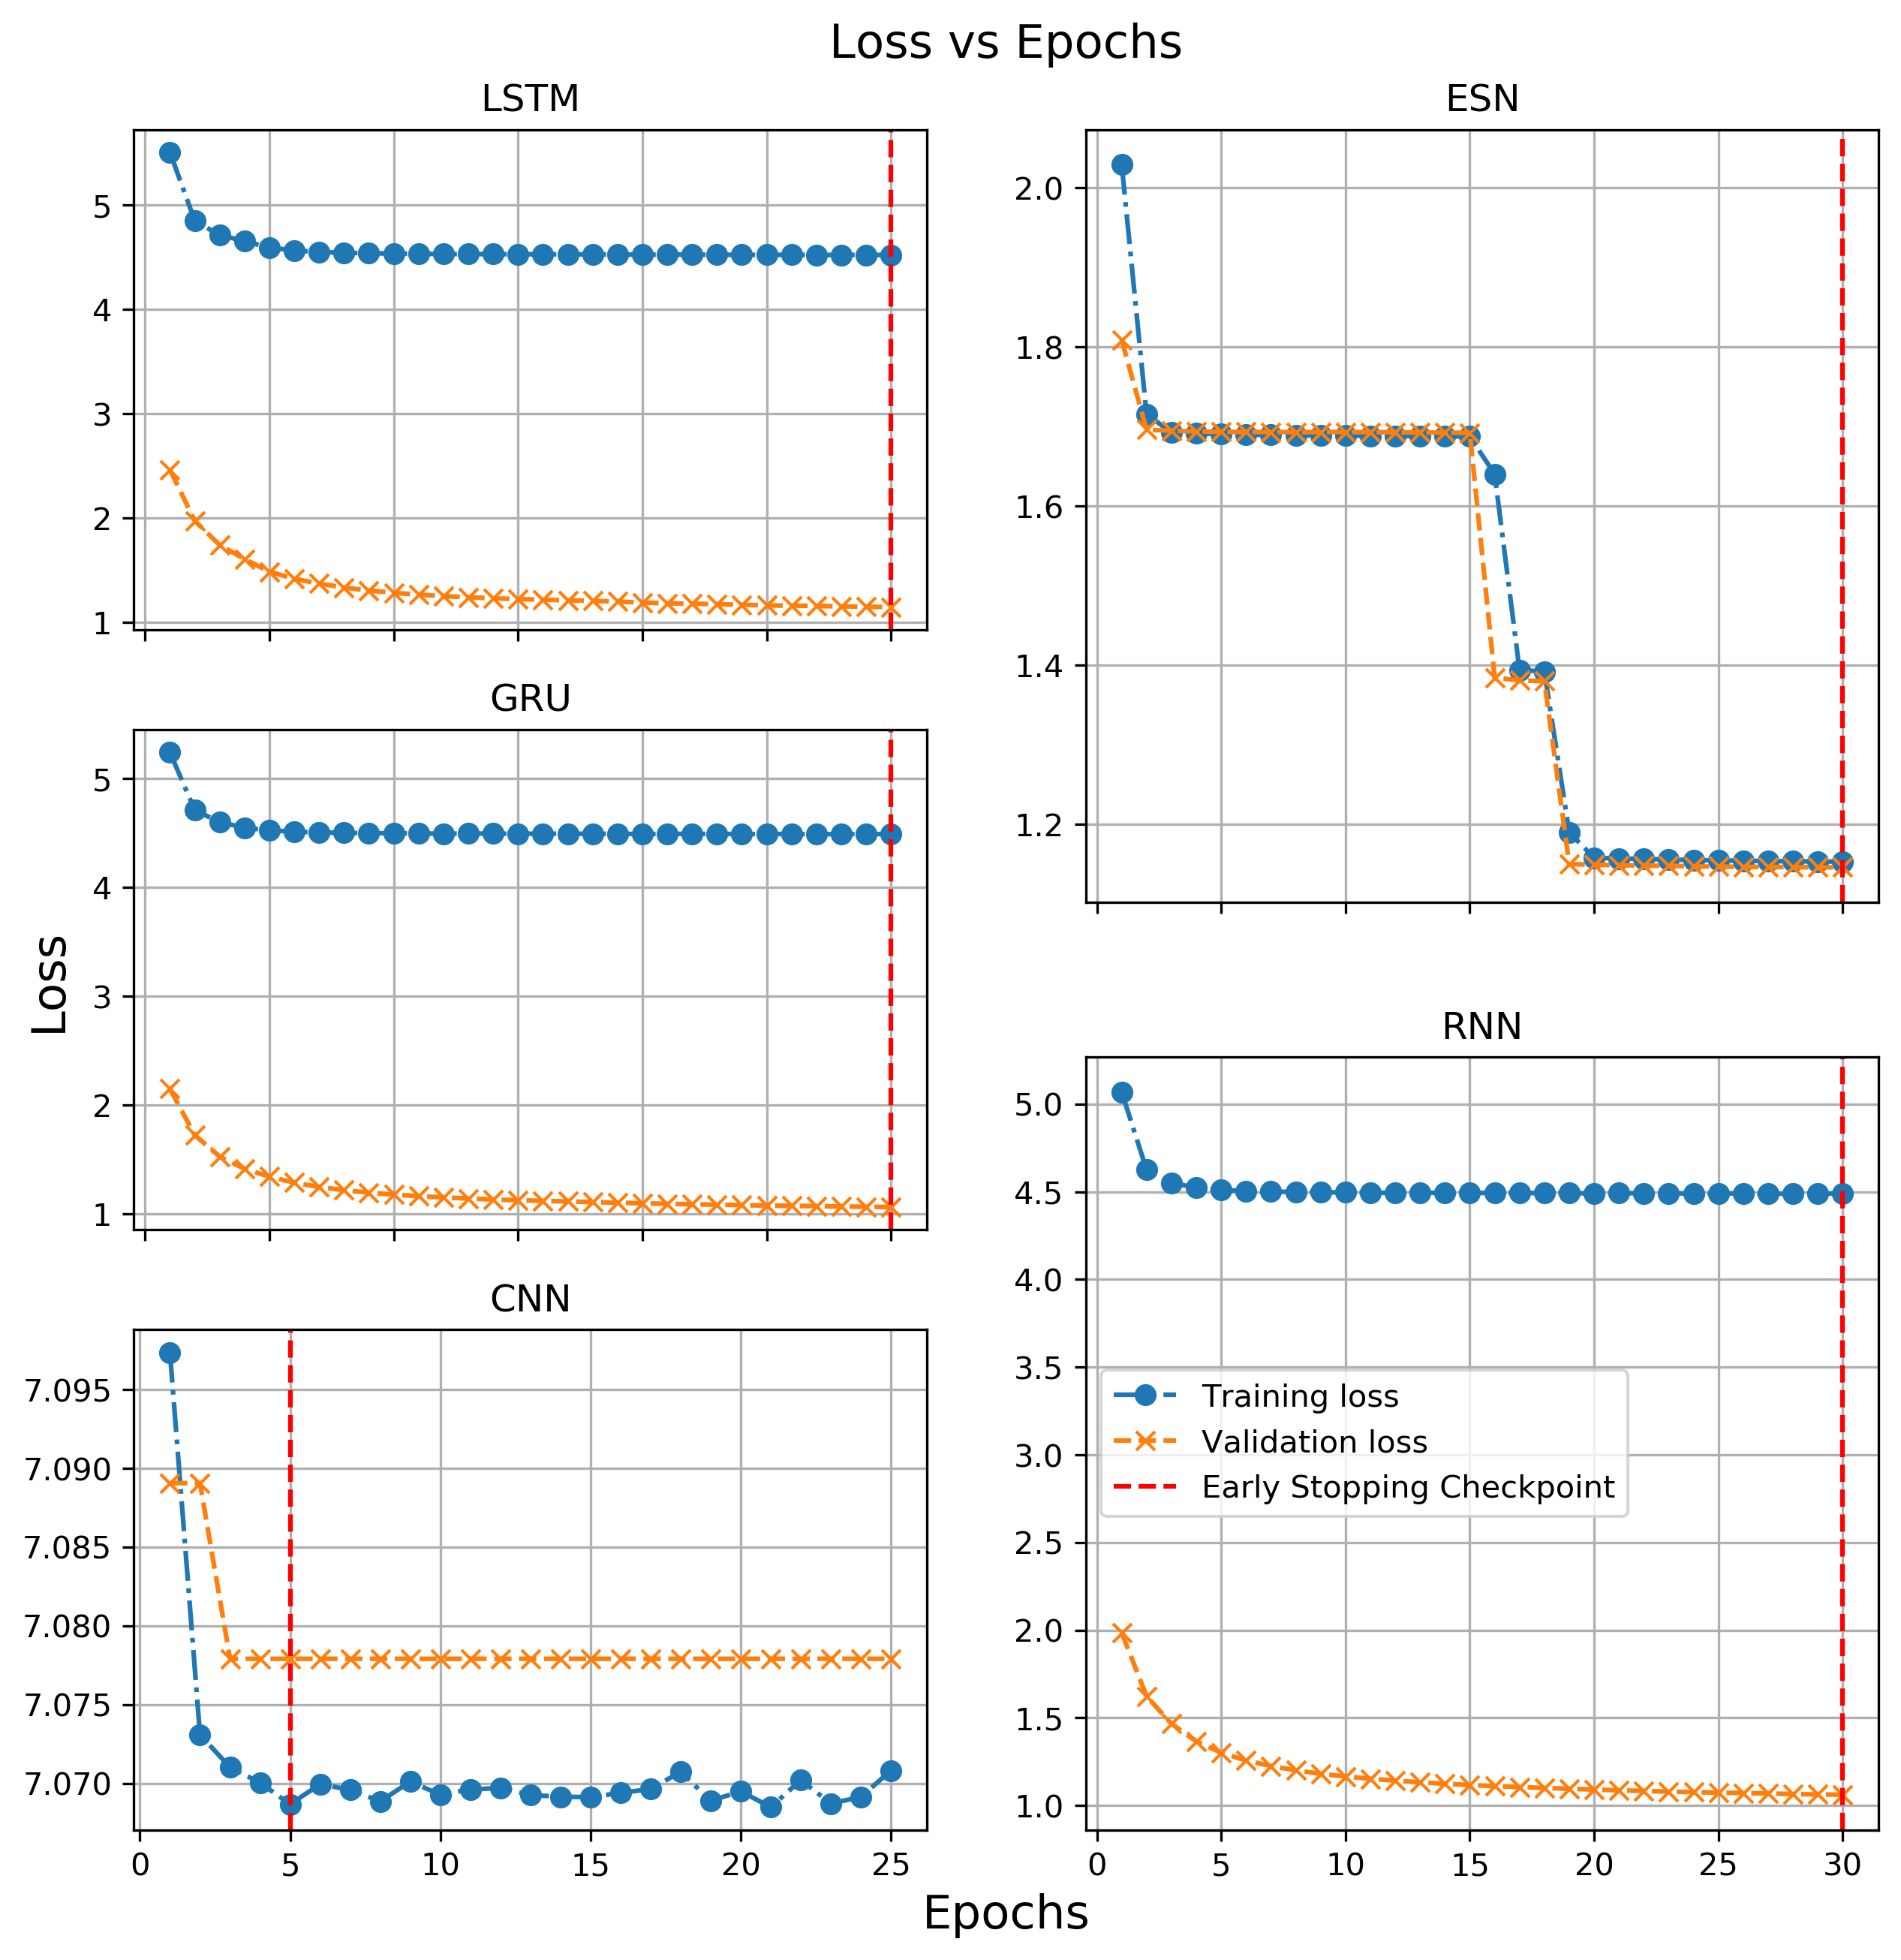 Loss vs Epochs
LSTM
5
4
3
2
1
GRU
5
4
3
2
1
Loss
CNN
7.095
7.090
7.085
7.080
7.075
7.070
0 5 10 15 20 25
ESN
2.0
1.8
1.6
1.4
1.2
RNN
5.0
4.5
4.0
3.5
3.0
2.5
2.0
1.5
1.0
Training loss
Validation loss
Early Stopping Checkpoint
0 5 10 15 20 25 30
Epochs